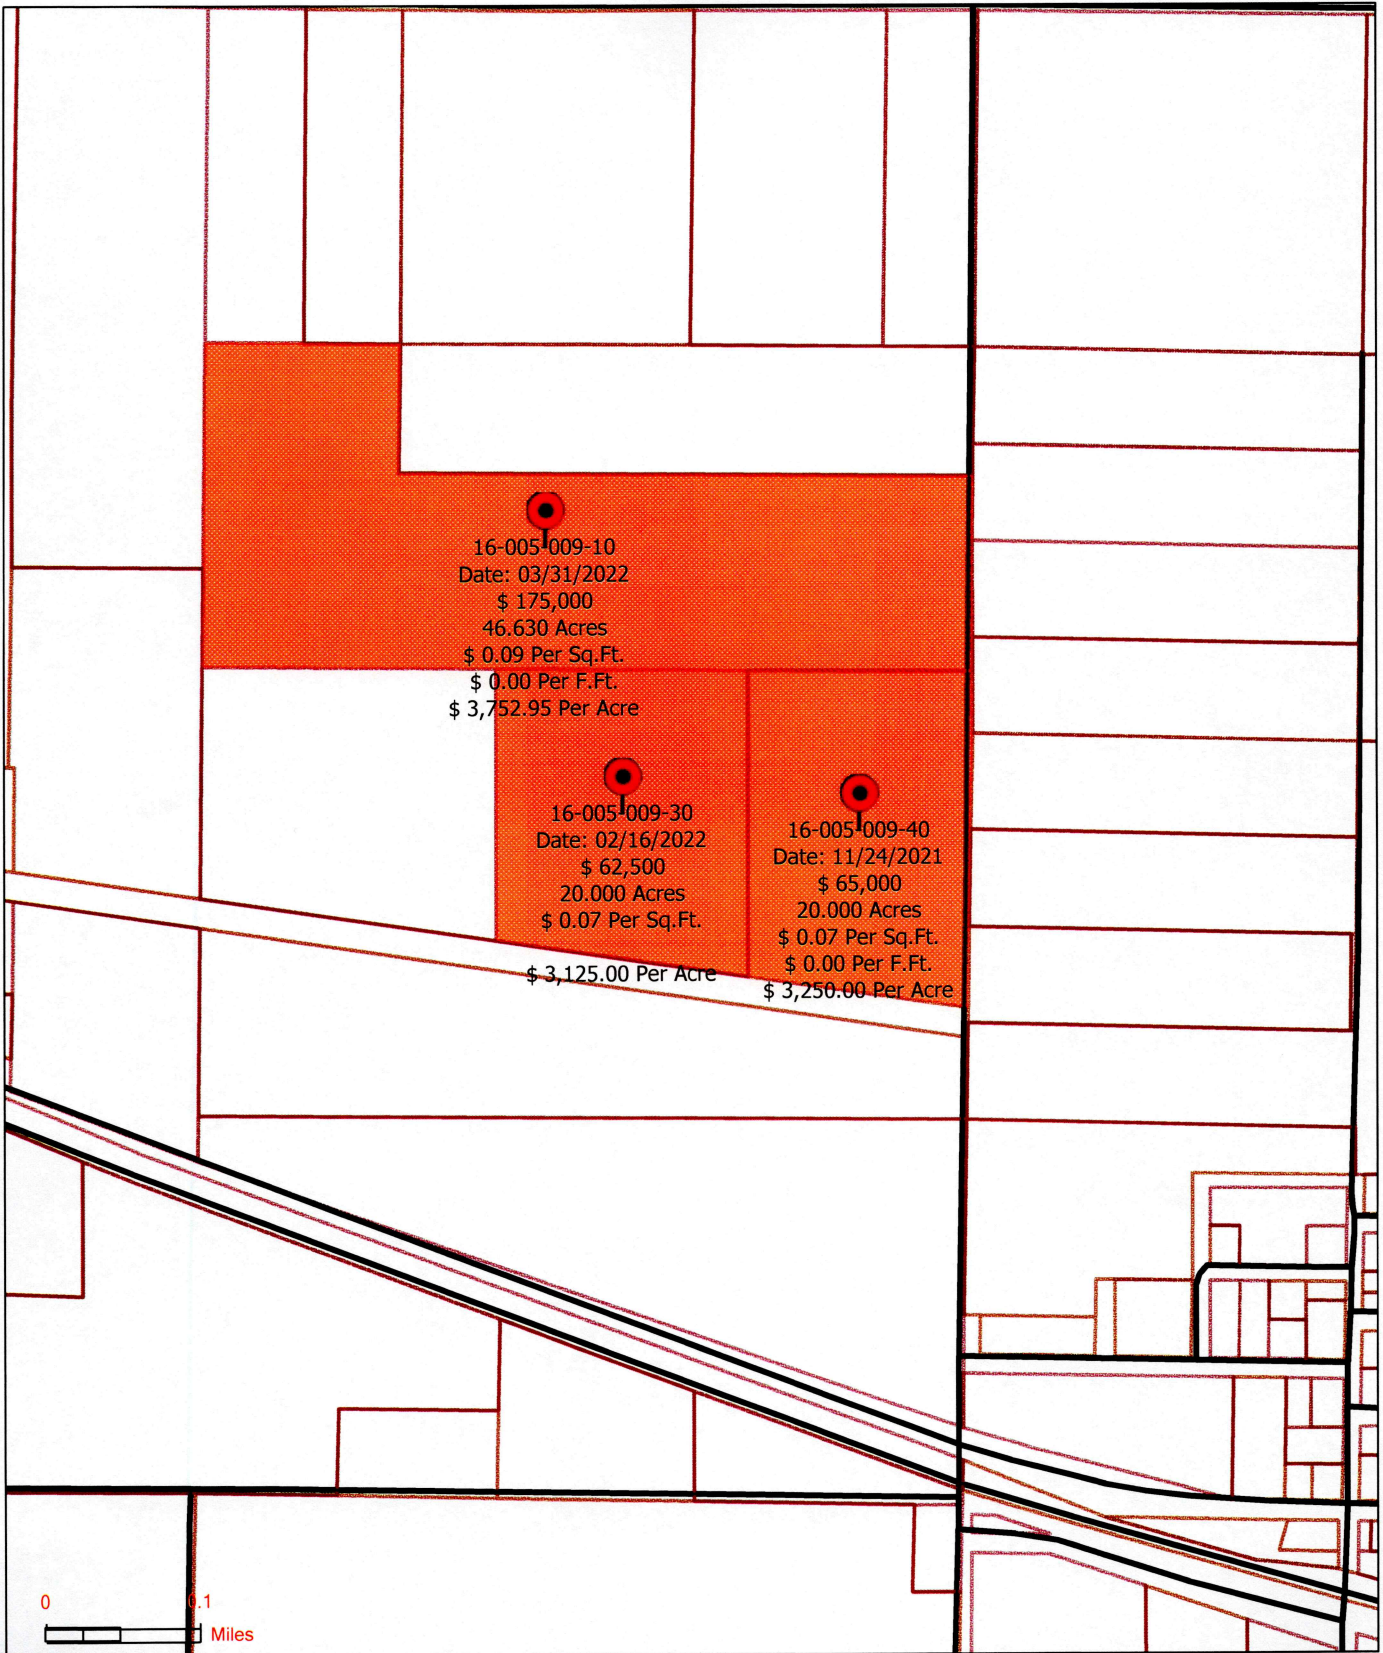 16-005-009-10
Date: 03/31/2022
$ 175,000
46.630 Acres
$ 0.09 Per Sq.Ft.
$ 0.00 Per F.Ft.
$ 3,752.95 Per Acre
16-005-009-30
Date: 02/16/2022
$ 62,500
20.000 Acres
$ 0.07 Per Sq.Ft.
$ 3,125.00 Per Acre
16-005-009-40
Date: 11/24/2021
$ 65,000
20.000 Acres
$ 0.07 Per Sq.Ft.
$ 0.00 Per F.Ft.
$ 3,250.00 Per Acre
0 0.1
Miles